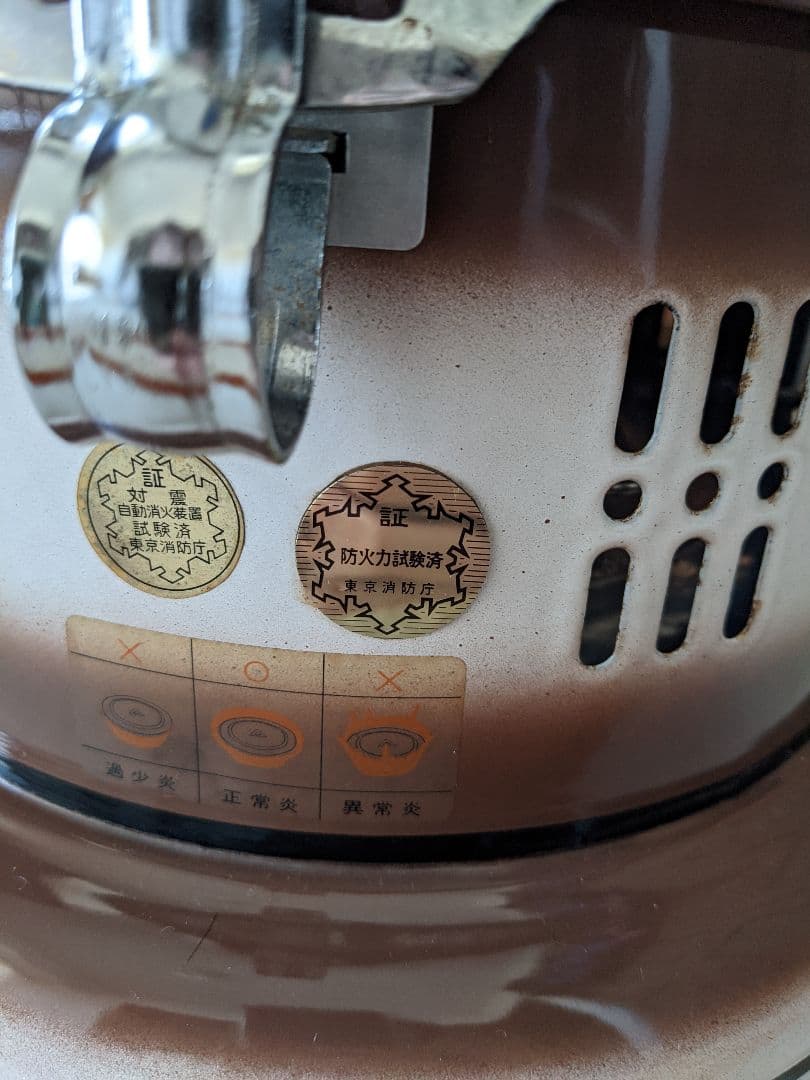 証
対震
自動消火装置
試験済
東京消防庁
証
防火力試験済
東京消防庁
× ○ ×
過少炎 正常炎 異常炎